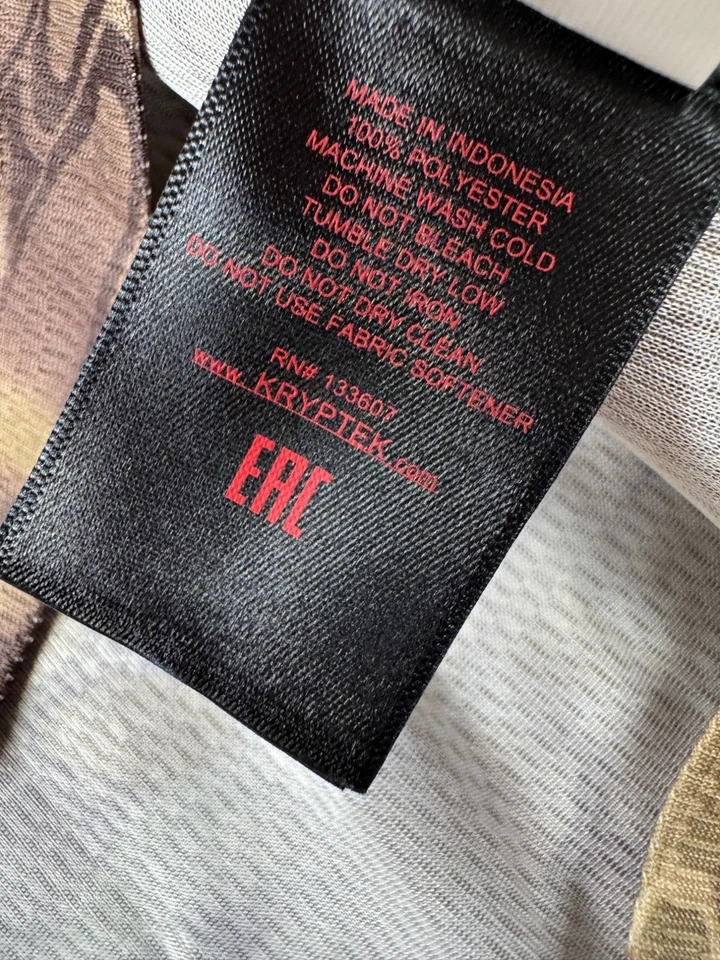 MADE IN INDONESIA
100% POLYESTER
MACHINE WASH COLD
DO NOT BLEACH
TUMBLE DRY LOW
DO NOT IRON
DO NOT DRY CLEAN
DO NOT USE FABRIC SOFTENER
RN# 133607
www.KRYPTEK.com
EAC